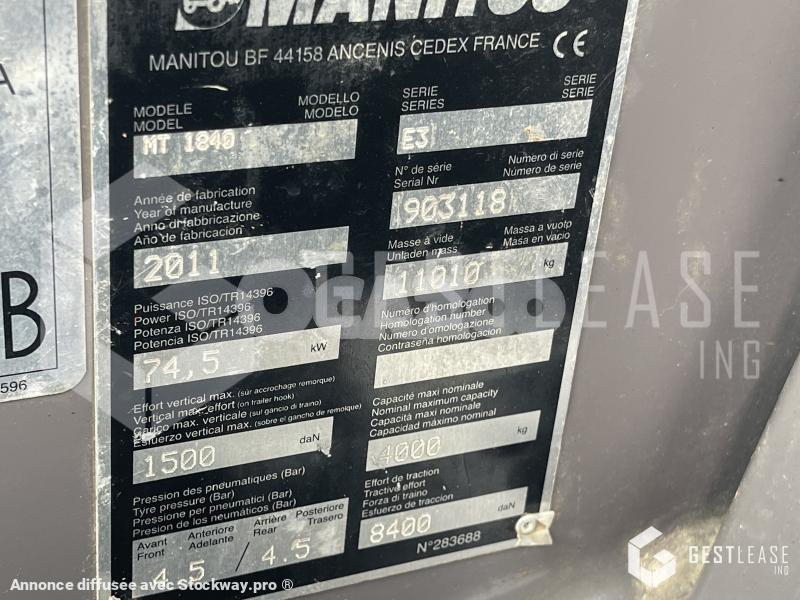 MANITOU
MANITOU BF 44158 ANCENIS CEDEX FRANCE CE
MODELE MODELLO
MODEL MODELO
MT 1840
SERIE SERIE
SERIES SERIE
E3
Année de fabrication
Year of manufacture
Anno di fabbricazione
Año de fabricacion
2011
N° de série Numero di serie
Serial Nr Número de serie
903118
Masse à vide Massa a vuoto
Unladen mass Masa en vacio
11010 kg
Puissance ISO/TR14396
Power ISO/TR14396
Potenza ISO/TR14396
Potencia ISO/TR14396
74,5 kW
Numéro d'homologation
Homologation number
Numero d'omologazione
Contraseña homologacion
Effort vertical max. (sur accrochage remorque)
Vertical max. effort (on trailer hook)
Carico max. verticale (sul gancio di traino)
Esfuerzo vertical max. (sobre el gancho de remolque)
1500 daN
Capacité maxi nominale
Nominal maximum capacity
Capacità maxi nominale
Capacidad máximo nominal
4000 kg
Pression des pneumatiques (Bar)
Tyre pressure (Bar)
Pressione per pneumatici (Bar)
Presion de los neumáticos (Bar)
Avant Anteriore Arrière Posteriore
Front Adelante Rear Trasero
4.5 / 4.5
Effort de traction
Tractive effort
Forza di traino
Esfuerzo de traccion
8400 daN
N°283688
A
B
596
GESTLEASE
ING
GESTLEASE
ING
Annonce diffusée avec Stockway.pro ®